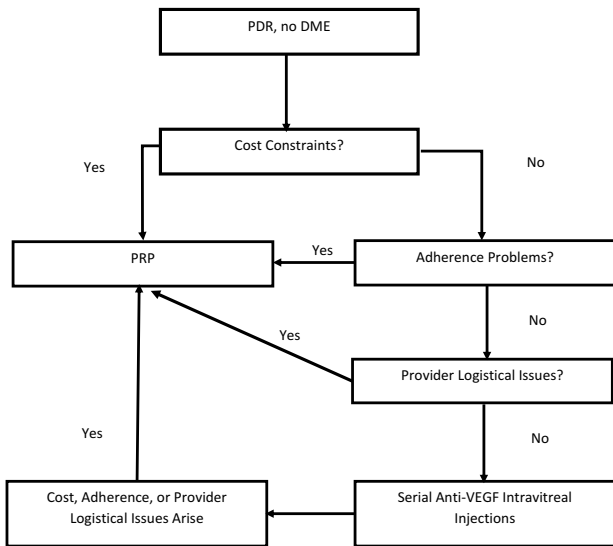 PDR, no DME
Cost Constraints?
Yes
No
PRP
Yes
Adherence Problems?
No
Yes
Provider Logistical Issues?
Yes
No
Cost, Adherence, or Provider
Logistical Issues Arise
Serial Anti-VEGF Intravitreal
Injections